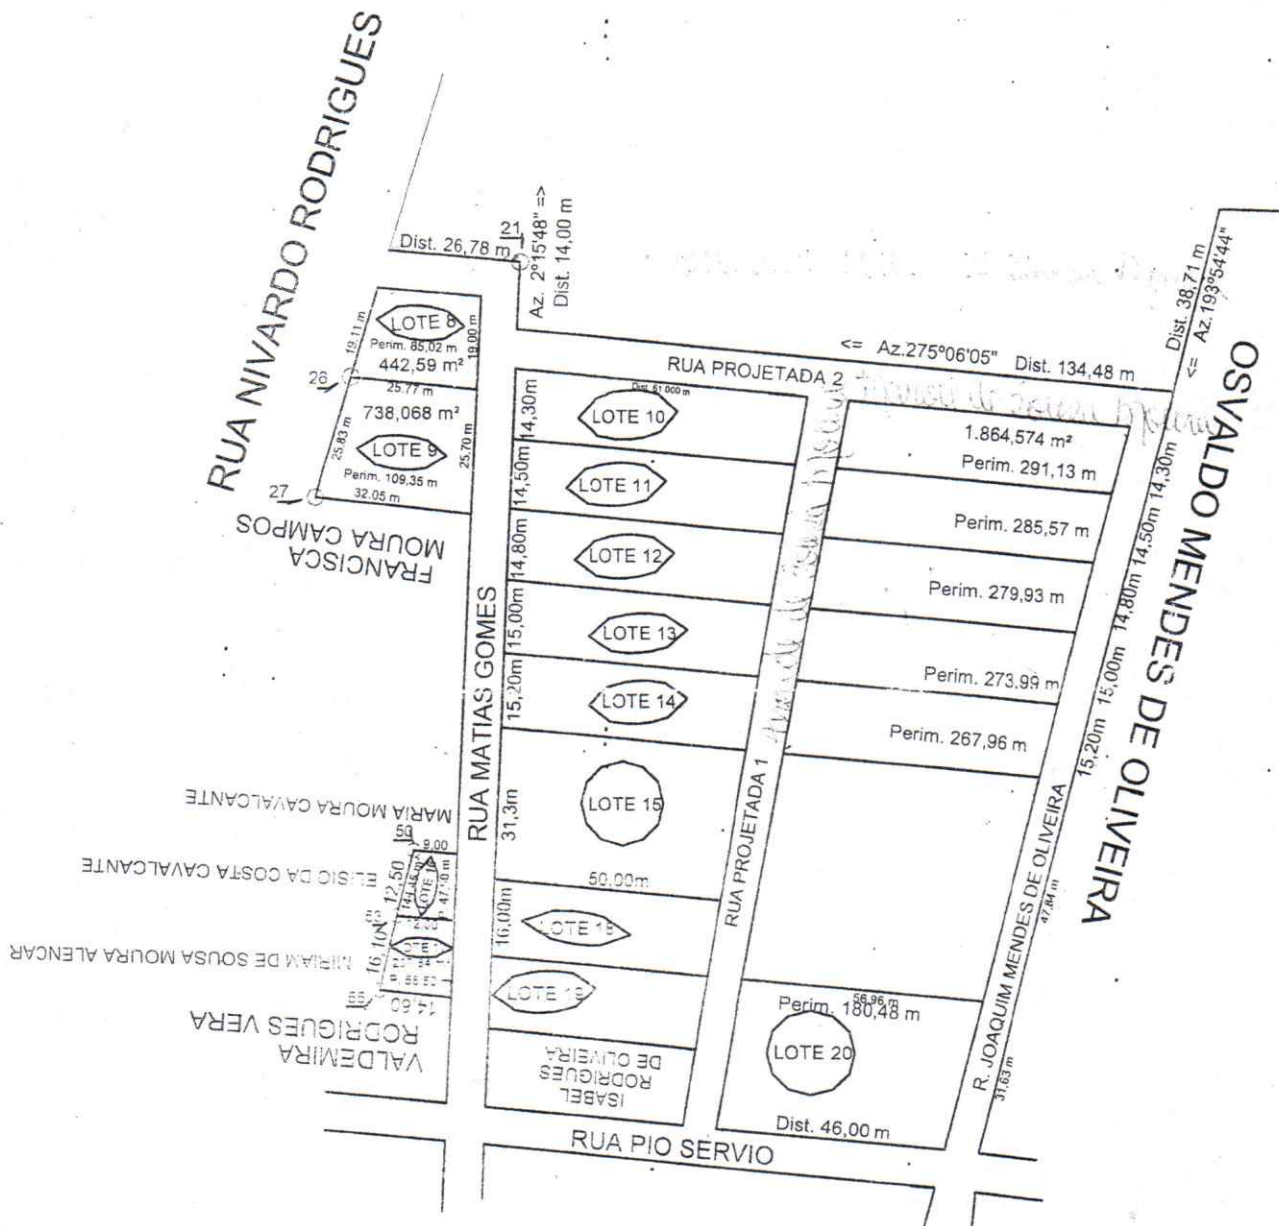 RUA NIVARDO RODRIGUES
Dist. 26,78 m
21
Az. 2º15'48" =>
Dist. 14,00 m
Dist. 38,71 m
<= Az.193º54'44"
OSVALDO MENDES DE OLIVEIRA
<= Az.275º06'05" Dist. 134,48 m
RUA PROJETADA 2
LOTE 8
Perim. 85,02 m
442,59 m²
19,11 m
19,00 m
26
25,77 m
738,068 m²
LOTE 9
Perim. 109,35 m
32,05 m
25,83 m
25,70 m
27
FRANCISCA
MOURA CAMPOS
14,30m
LOTE 10
1.864,574 m²
Perim. 291,13 m
14,30m
14,50m
LOTE 11
Perim. 285,57 m
14,50m
14,80m
LOTE 12
Perim. 279,93 m
14,80m
15,00m
LOTE 13
Perim. 273,99 m
15,00m
15,20m
LOTE 14
Perim. 267,96 m
15,20m
RUA MATIAS GOMES
31,3m
LOTE 15
50,00m
RUA PROJETADA 1
R. JOAQUIM MENDES DE OLIVEIRA
47,84 m
31,63 m
MARIA MOURA CAVALCANTE
50
9,00
12,50
ELISIO DA COSTA CAVALCANTE
16,10
MIRIAM DE SOUSA MOURA ALENCAR
14,60
VALDEMIRA
RODRIGUES VERA
16,00m
LOTE 18
LOTE 19
ISABEL
RODRIGUES
DE OLIVEIRA
56,96 m
Perim. 180,48 m
LOTE 20
Dist. 46,00 m
RUA PIO SERVIO